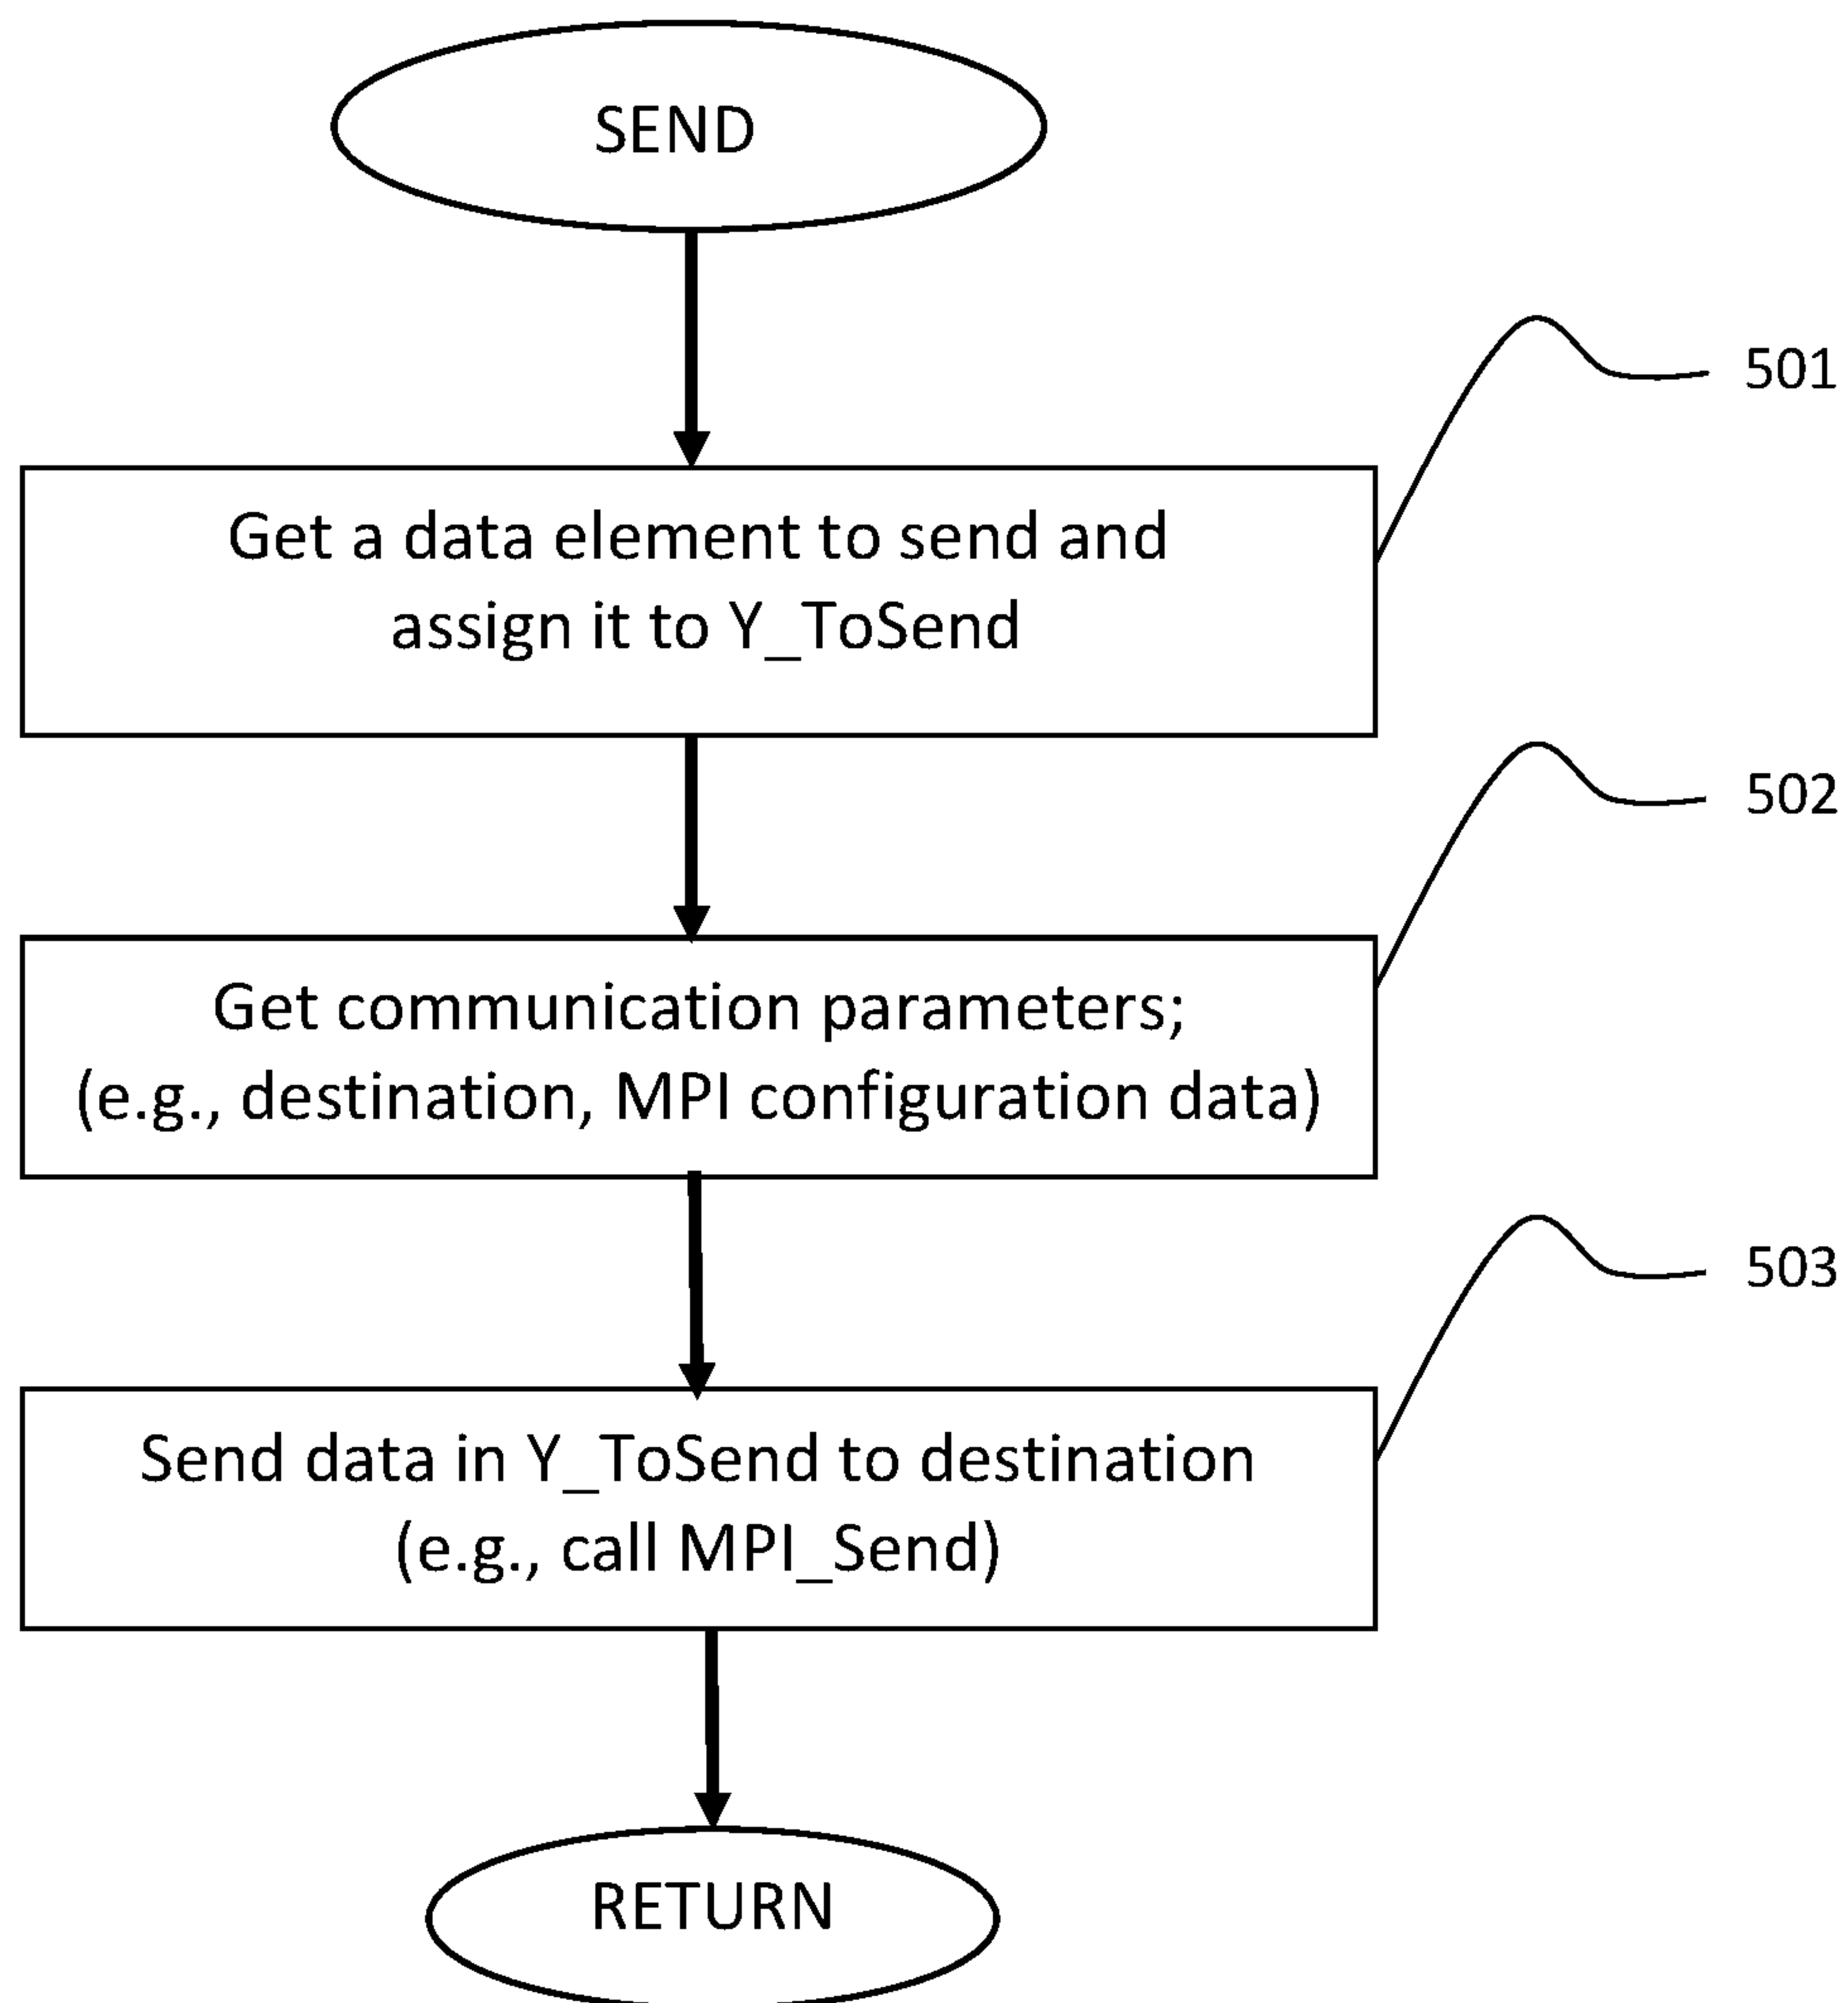 SEND
501
Get a data element to send and
assign it to Y_ToSend
502
Get communication parameters;
(e.g., destination, MPI configuration data)
503
Send data in Y_ToSend to destination
(e.g., call MPI_Send)
RETURN